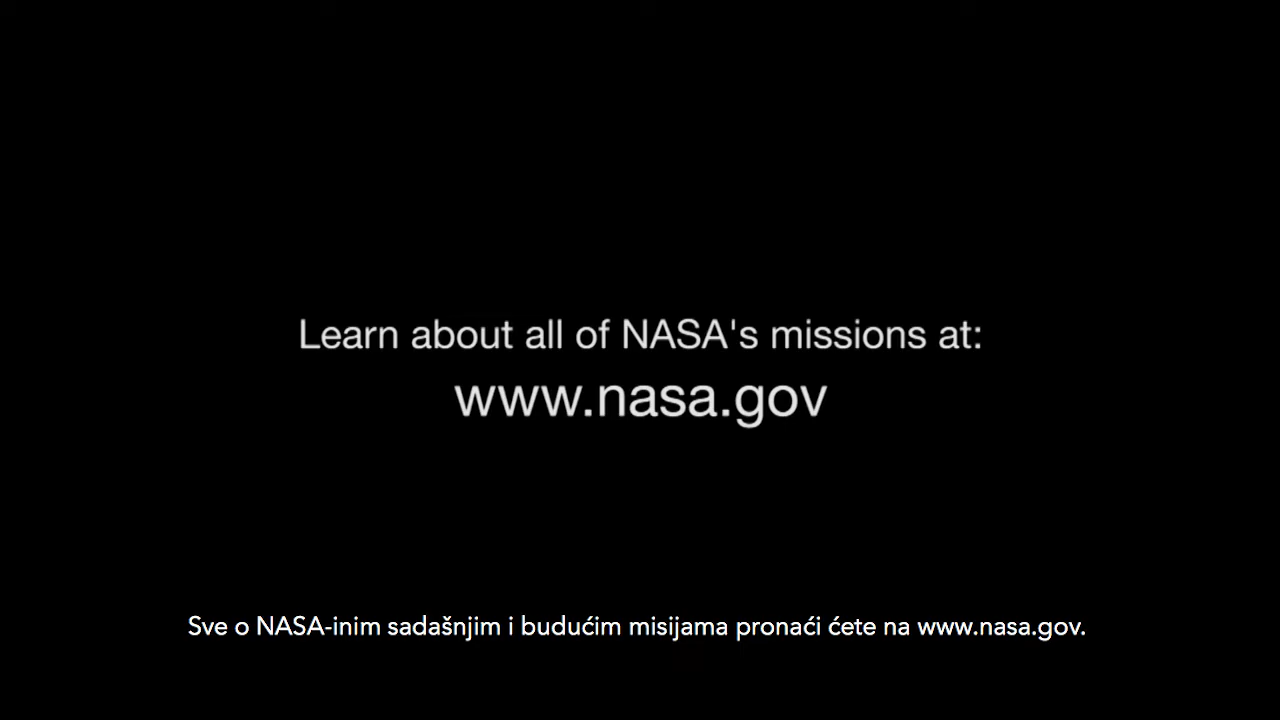 Learn about all of NASA's missions at:
www.nasa.gov
Sve o NASA-inim sadašnjim i budućim misijama pronaći ćete na www.nasa.gov.